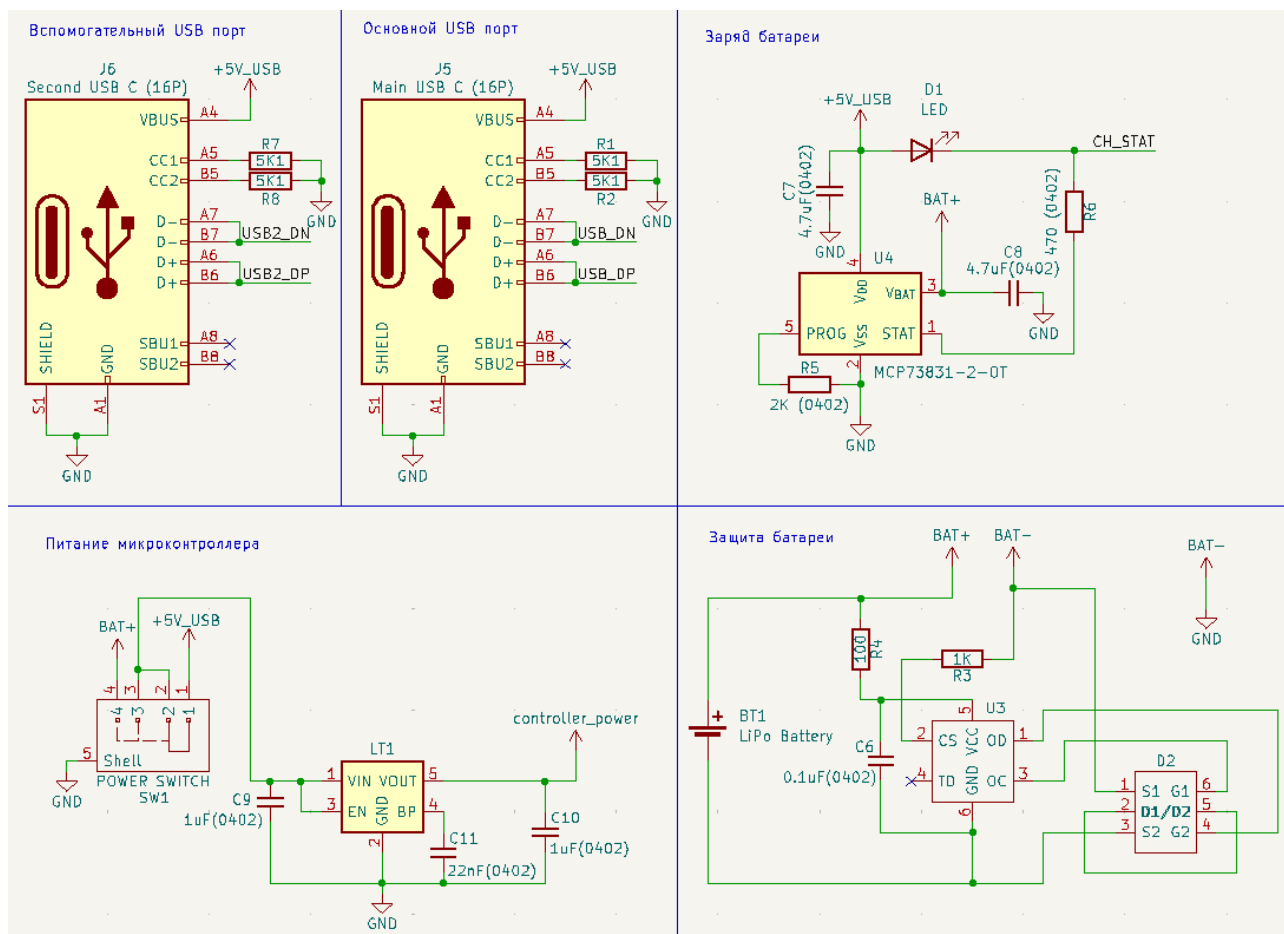 Вспомогательный USB порт
J6
Second USB C (16P)
+5V_USB
VBUS
A4
CC1
A5
R7
5K1
CC2
B5
5K1
R8
GND
D-
A7
D-
B7
USB2_DN
D+
A6
D+
B6
USB2_DP
SBU1
A8
SBU2
B8
SHIELD
GND
S1
A1
GND
Основной USB порт
J5
Main USB C (16P)
+5V_USB
VBUS
A4
CC1
A5
R1
5K1
CC2
B5
5K1
R2
GND
D-
A7
D-
B7
USB_DN
D+
A6
D+
B6
USB_DP
SBU1
A8
SBU2
B8
SHIELD
GND
S1
A1
GND
Заряд батареи
+5V_USB
D1
LED
CH_STAT
C7
4.7uF(0402)
GND
BAT+
470 (0402)
R6
U4
4
VDD
VBAT
3
C8
4.7uF(0402)
GND
5
PROG
VSS
STAT
1
2
MCP73831-2-OT
R5
2K (0402)
GND
Питание микроконтроллера
BAT+
+5V_USB
4
3
2
1
4
3
2
1
5
Shell
GND
POWER SWITCH
SW1
controller_power
LT1
1
VIN
VOUT
5
3
EN
GND
BP
4
2
C9
1uF(0402)
C11
22nF(0402)
C10
1uF(0402)
GND
Защита батареи
BAT+
BAT-
BAT-
GND
100
R4
1K
R3
BT1
LiPo Battery
C6
0.1uF(0402)
U3
5
2
CS
VCC
OD
1
4
TD
GND
OC
3
6
D2
1
S1
G1
6
2
D1/D2
5
3
S2
G2
4